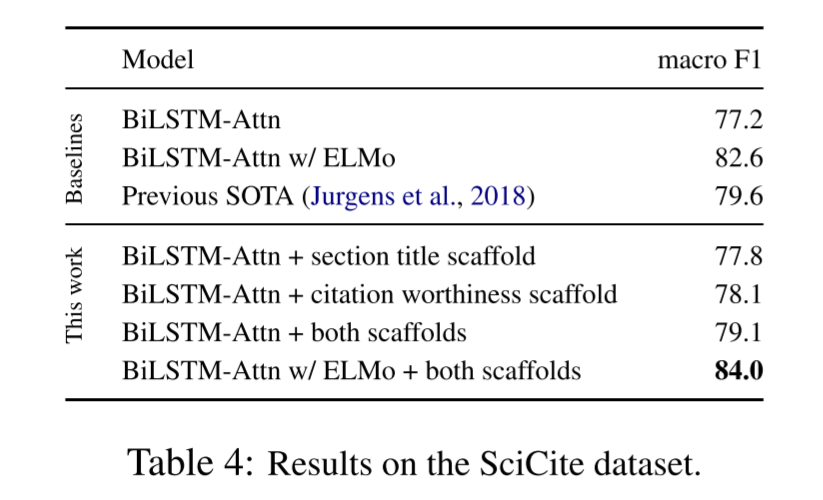 Model macro F1
Baselines
BiLSTM-Attn 77.2
BiLSTM-Attn w/ ELMo 82.6
Previous SOTA (Jurgens et al., 2018) 79.6
This work
BiLSTM-Attn + section title scaffold 77.8
BiLSTM-Attn + citation worthiness scaffold 78.1
BiLSTM-Attn + both scaffolds 79.1
BiLSTM-Attn w/ ELMo + both scaffolds 84.0
Table 4: Results on the SciCite dataset.